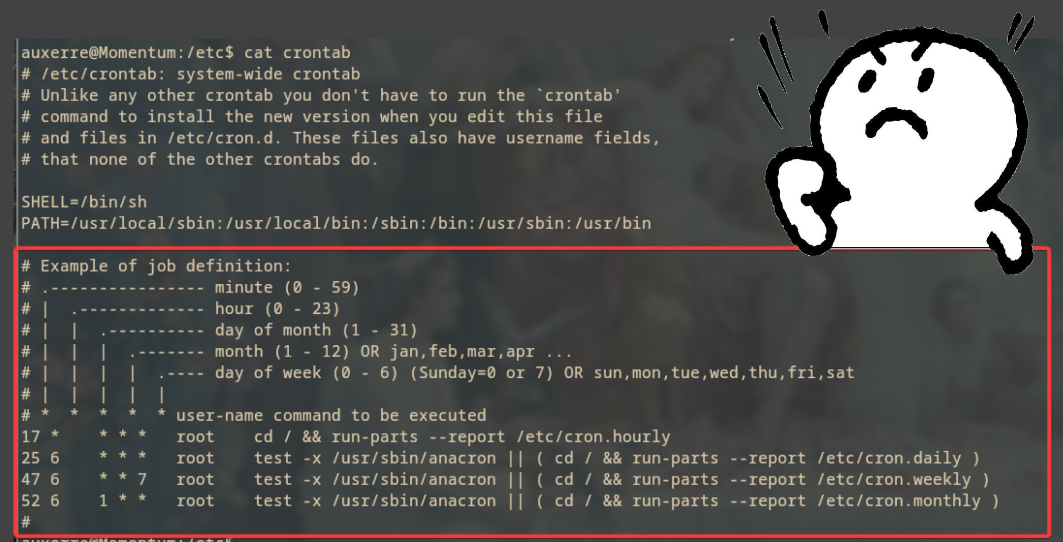 auxerre@Momentum:/etc$ cat crontab
# /etc/crontab: system-wide crontab
# Unlike any other crontab you don't have to run the `crontab'
# command to install the new version when you edit this file
# and files in /etc/cron.d. These files also have username fields,
# that none of the other crontabs do.

SHELL=/bin/sh
PATH=/usr/local/sbin:/usr/local/bin:/sbin:/bin:/usr/sbin:/usr/bin

# Example of job definition:
# .---------------- minute (0 - 59)
# |  .------------- hour (0 - 23)
# |  |  .---------- day of month (1 - 31)
# |  |  |  .------- month (1 - 12) OR jan,feb,mar,apr ...
# |  |  |  |  .---- day of week (0 - 6) (Sunday=0 or 7) OR sun,mon,tue,wed,thu,fri,sat
# |  |  |  |  |
# *  *  *  *  * user-name command to be executed
17 *    * * *   root    cd / && run-parts --report /etc/cron.hourly
25 6    * * *   root    test -x /usr/sbin/anacron || ( cd / && run-parts --report /etc/cron.daily )
47 6    * * 7   root    test -x /usr/sbin/anacron || ( cd / && run-parts --report /etc/cron.weekly )
52 6    1 * *   root    test -x /usr/sbin/anacron || ( cd / && run-parts --report /etc/cron.monthly )
#
auxerre@Momentum:/etc$